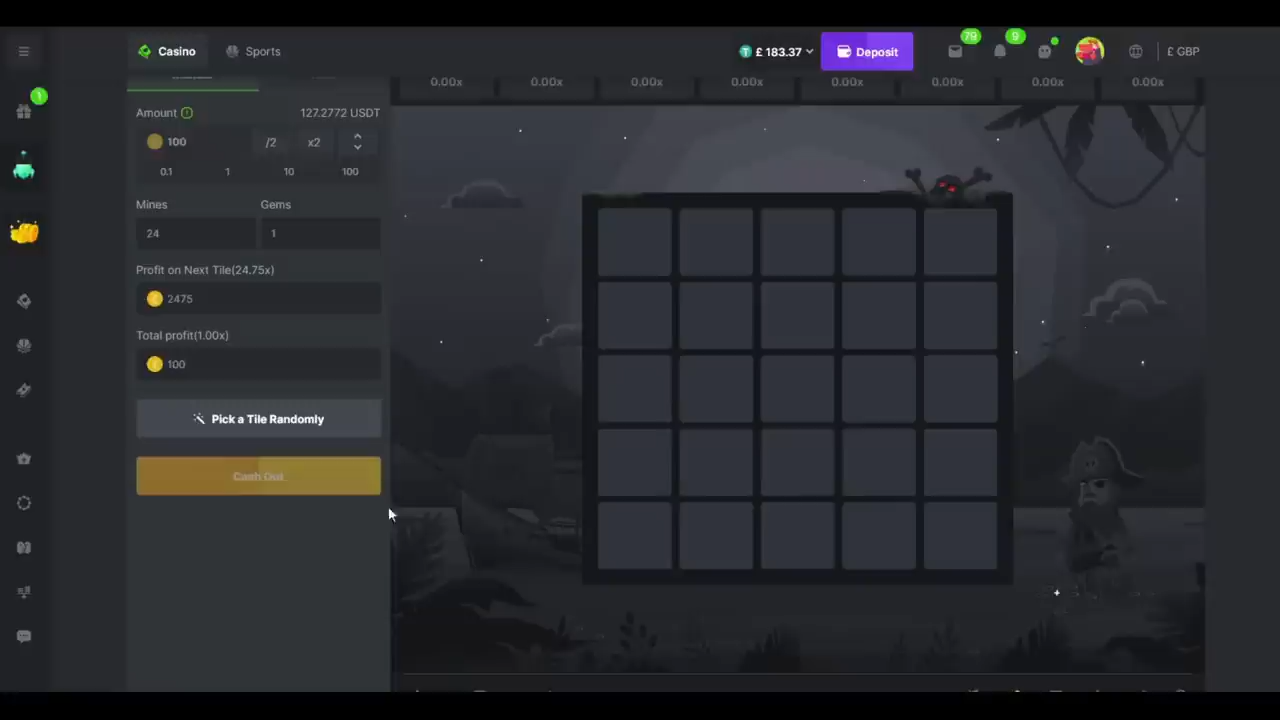 Casino
Sports
£ 183.37
Deposit
79
9
£ GBP
1
0.00x 0.00x 0.00x 0.00x 0.00x 0.00x 0.00x 0.00x
Amount
127.2772 USDT
100
/2
x2
0.1 1 10 100
Mines
Gems
24
1
Profit on Next Tile(24.75x)
2475
Total profit(1.00x)
100
Pick a Tile Randomly
Cash Out